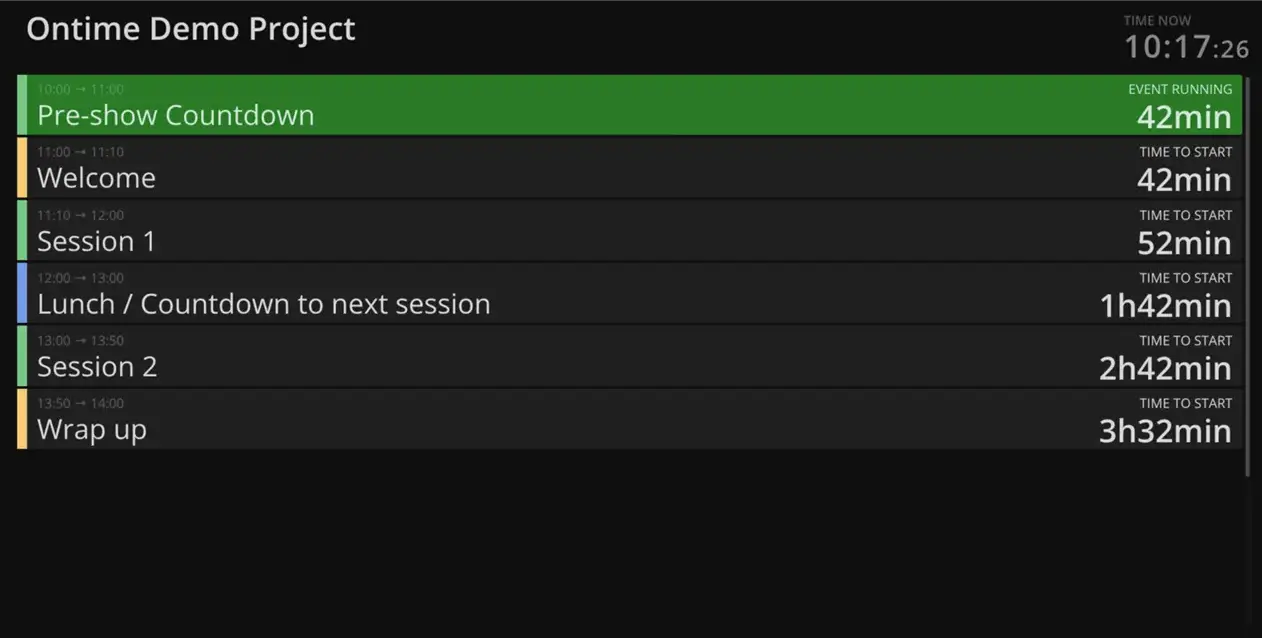 Ontime Demo Project
TIME NOW
10:17:26
10:00 → 11:00
EVENT RUNNING
Pre-show Countdown
42min
11:00 → 11:10
TIME TO START
Welcome
42min
11:10 → 12:00
TIME TO START
Session 1
52min
12:00 → 13:00
TIME TO START
Lunch / Countdown to next session
1h42min
13:00 → 13:50
TIME TO START
Session 2
2h42min
13:50 → 14:00
TIME TO START
Wrap up
3h32min